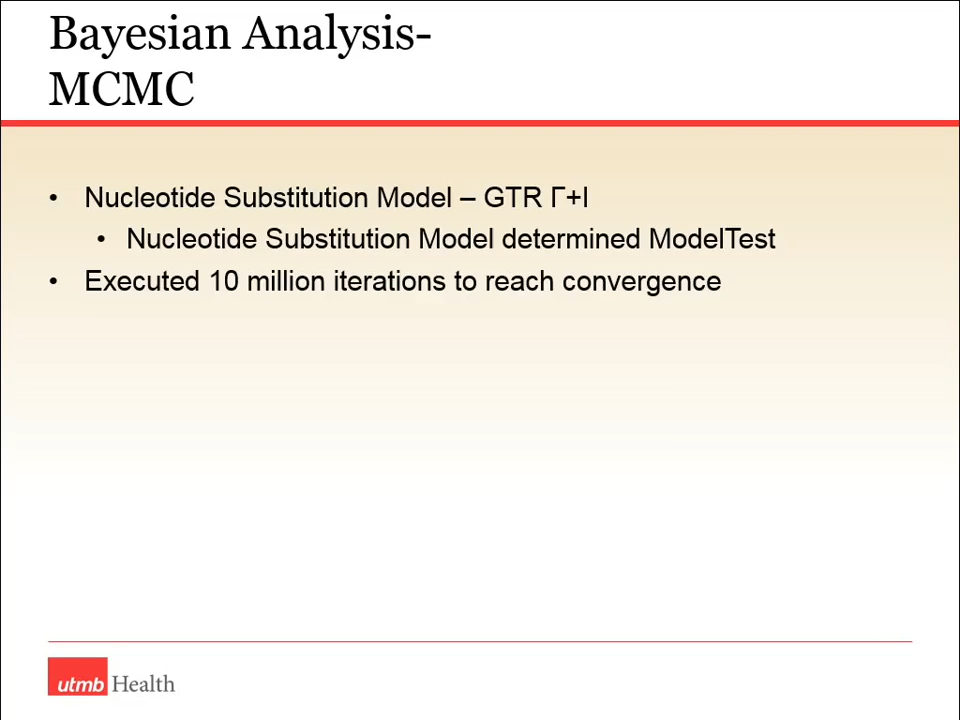 Bayesian Analysis-
MCMC
• Nucleotide Substitution Model – GTR Γ+I
• Nucleotide Substitution Model determined ModelTest
• Executed 10 million iterations to reach convergence
utmb Health